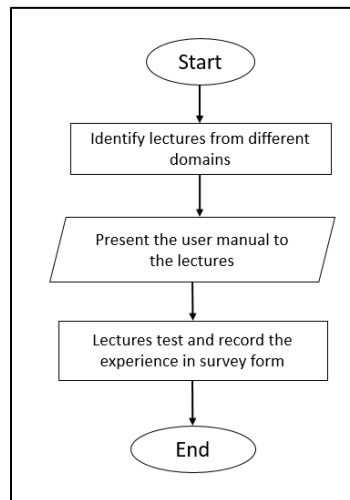 Start
Identify lectures from different
domains
Present the user manual to
the lectures
Lectures test and record the
experience in survey form
End